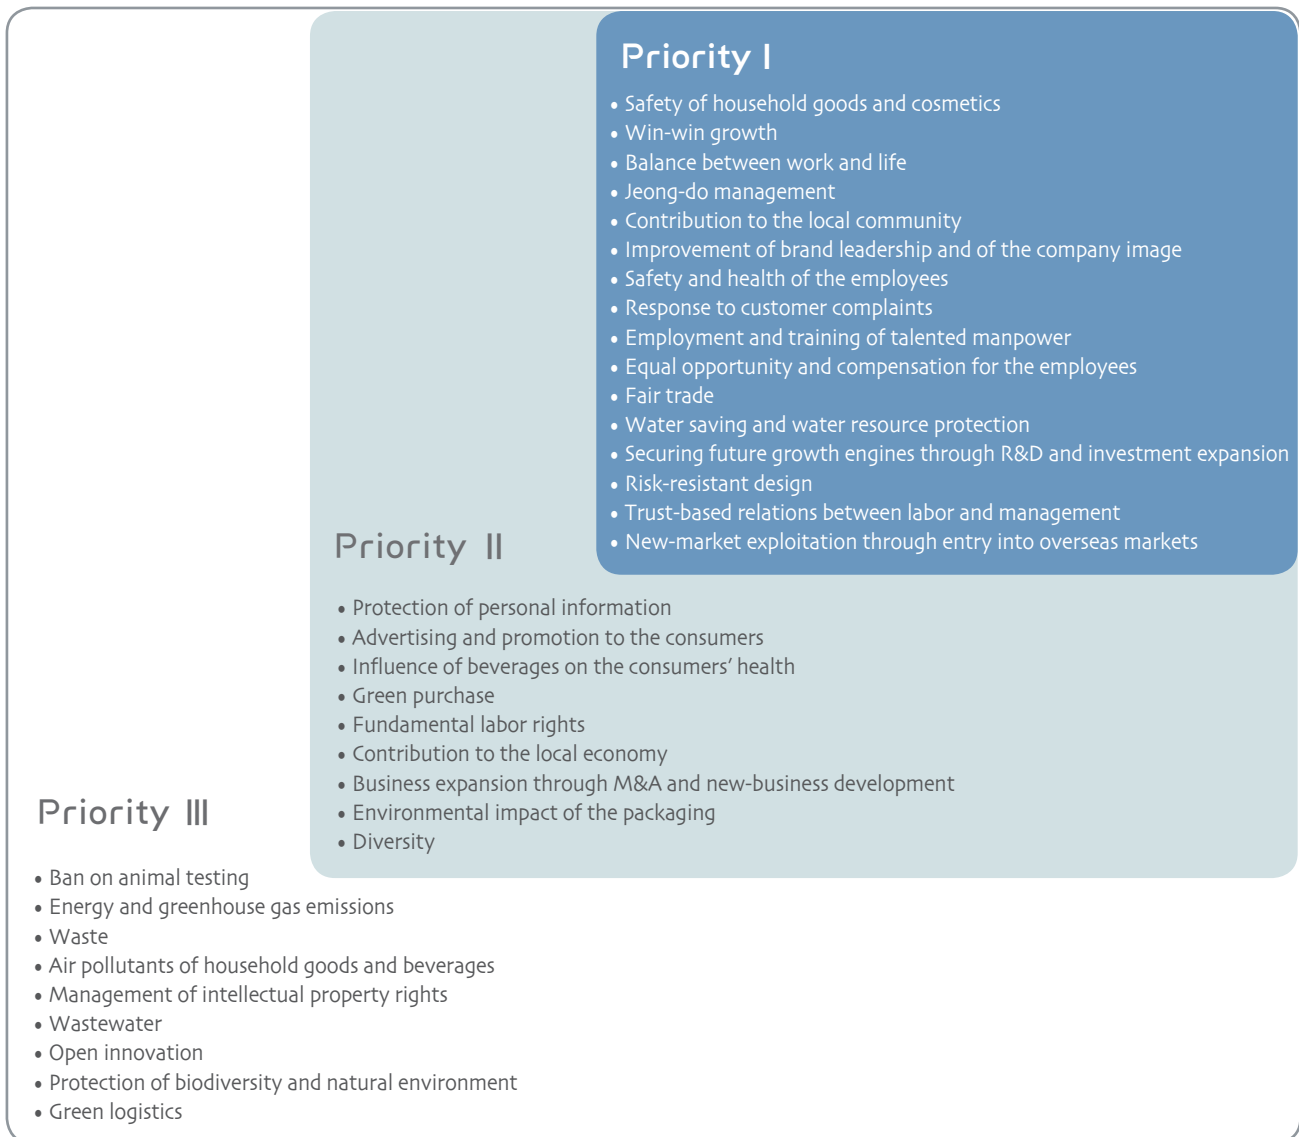 Priority I
• Safety of household goods and cosmetics
• Win-win growth
• Balance between work and life
• Jeong-do management
• Contribution to the local community
• Improvement of brand leadership and of the company image
• Safety and health of the employees
• Response to customer complaints
• Employment and training of talented manpower
• Equal opportunity and compensation for the employees
• Fair trade
• Water saving and water resource protection
• Securing future growth engines through R&D and investment expansion
• Risk-resistant design
• Trust-based relations between labor and management
• New-market exploitation through entry into overseas markets
Priority II
• Protection of personal information
• Advertising and promotion to the consumers
• Influence of beverages on the consumers’ health
• Green purchase
• Fundamental labor rights
• Contribution to the local economy
• Business expansion through M&A and new-business development
• Environmental impact of the packaging
• Diversity
Priority III
• Ban on animal testing
• Energy and greenhouse gas emissions
• Waste
• Air pollutants of household goods and beverages
• Management of intellectual property rights
• Wastewater
• Open innovation
• Protection of biodiversity and natural environment
• Green logistics